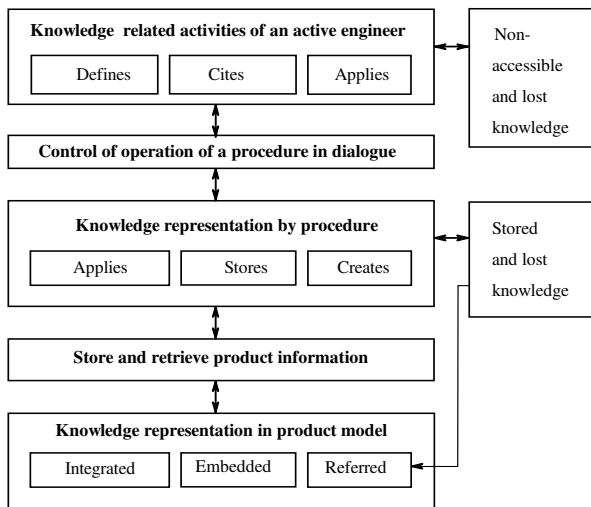 Knowledge related activities of an active engineer
Defines
Cites
Applies
Non-
accessible
and lost
knowledge
Control of operation of a procedure in dialogue
Knowledge representation by procedure
Applies
Stores
Creates
Stored
and lost
knowledge
Store and retrieve product information
Knowledge representation in product model
Integrated
Embedded
Referred